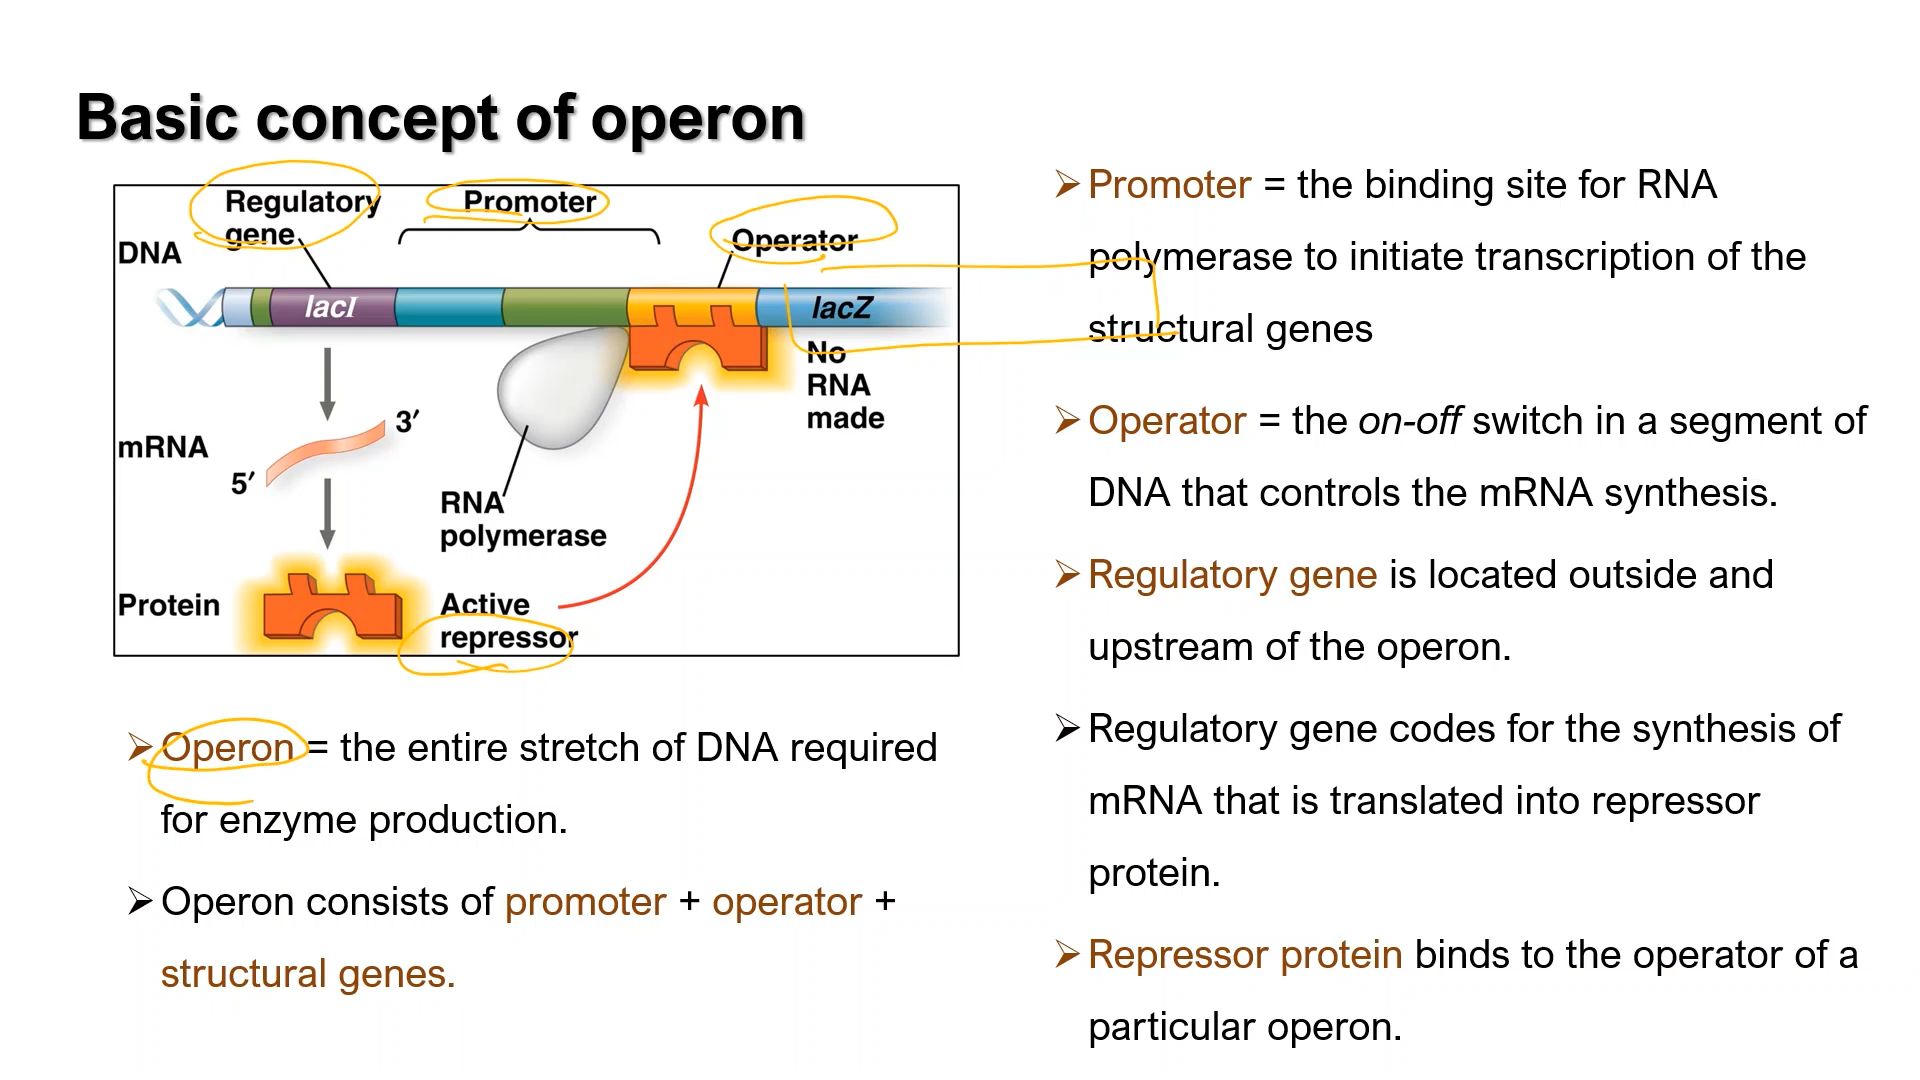 Basic concept of operon
Regulatory
gene
Promoter
Operator
DNA
lacI
lacZ
No
RNA
made
mRNA
3′
5′
RNA
polymerase
Protein
Active
repressor
➢ Operon = the entire stretch of DNA required
for enzyme production.
➢ Operon consists of promoter + operator +
structural genes.
➢ Promoter = the binding site for RNA
polymerase to initiate transcription of the
structural genes
➢ Operator = the on-off switch in a segment of
DNA that controls the mRNA synthesis.
➢ Regulatory gene is located outside and
upstream of the operon.
➢ Regulatory gene codes for the synthesis of
mRNA that is translated into repressor
protein.
➢ Repressor protein binds to the operator of a
particular operon.